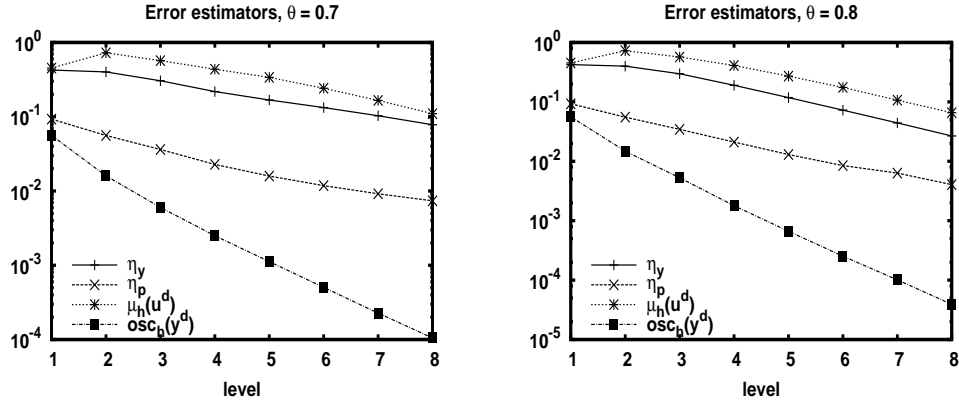 Error estimators, θ = 0.7
10^0
10^-1
10^-2
10^-3
10^-4
η_y
η_p
μ_h(u^d)
osc_h(y^d)
1 2 3 4 5 6 7 8
level
Error estimators, θ = 0.8
10^0
10^-1
10^-2
10^-3
10^-4
10^-5
η_y
η_p
μ_h(u^d)
osc_h(y^d)
1 2 3 4 5 6 7 8
level